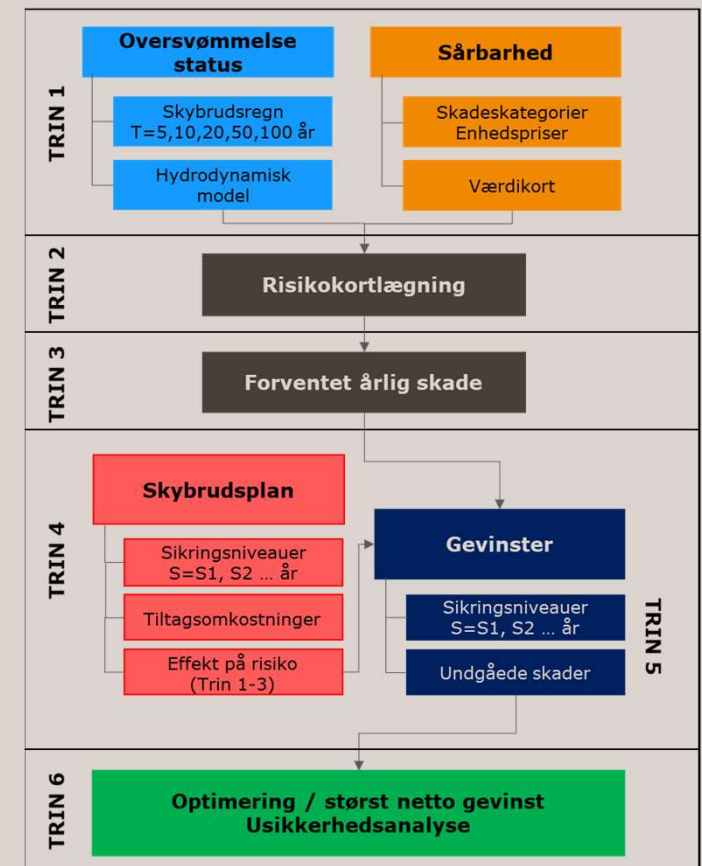 TRIN 1
Oversvømmelse
status
Skybrudsregn
T=5,10,20,50,100 år
Hydrodynamisk
model
Sårbarhed
Skadeskategorier
Enhedspriser
Værdikort
TRIN 2
Risikokortlægning
TRIN 3
Forventet årlig skade
TRIN 4
Skybrudsplan
Sikringsniveauer
S=S1, S2 ... år
Tiltagsomkostninger
Effekt på risiko
(Trin 1-3)
Gevinster
Sikringsniveauer
S=S1, S2 ... år
Undgåede skader
TRIN 5
TRIN 6
Optimering / størst netto gevinst
Usikkerhedsanalyse